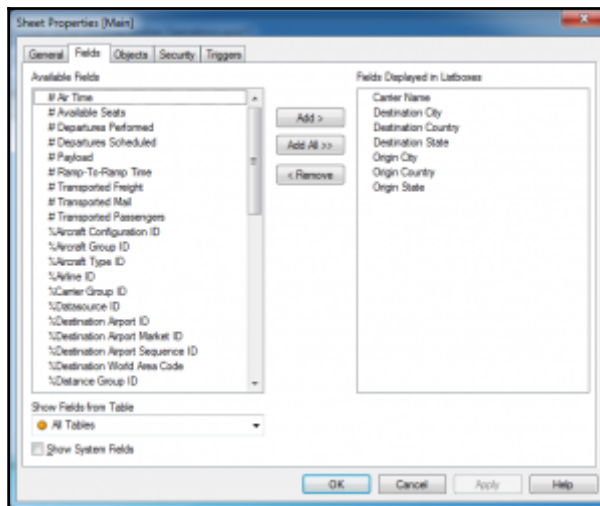 Sheet Properties [Main]
General Fields Objects Security Triggers
Available Fields
# Air Time
# Available Seats
# Departures Performed
# Departures Scheduled
# Payload
# Ramp-To-Ramp Time
# Transported Freight
# Transported Mail
# Transported Passengers
%Aircraft Configuration ID
%Aircraft Group ID
%Aircraft Type ID
%Airline ID
%Carrier Group ID
%Datasource ID
%Destination Airport ID
%Destination Airport Market ID
%Destination Airport Sequence ID
%Destination World Area Code
%Distance Group ID
Add >
Add All >>
< Remove
Fields Displayed in Listboxes
Carrier Name
Destination City
Destination Country
Destination State
Origin City
Origin Country
Origin State
Show Fields from Table
All Tables
Show System Fields
OK Cancel Apply Help